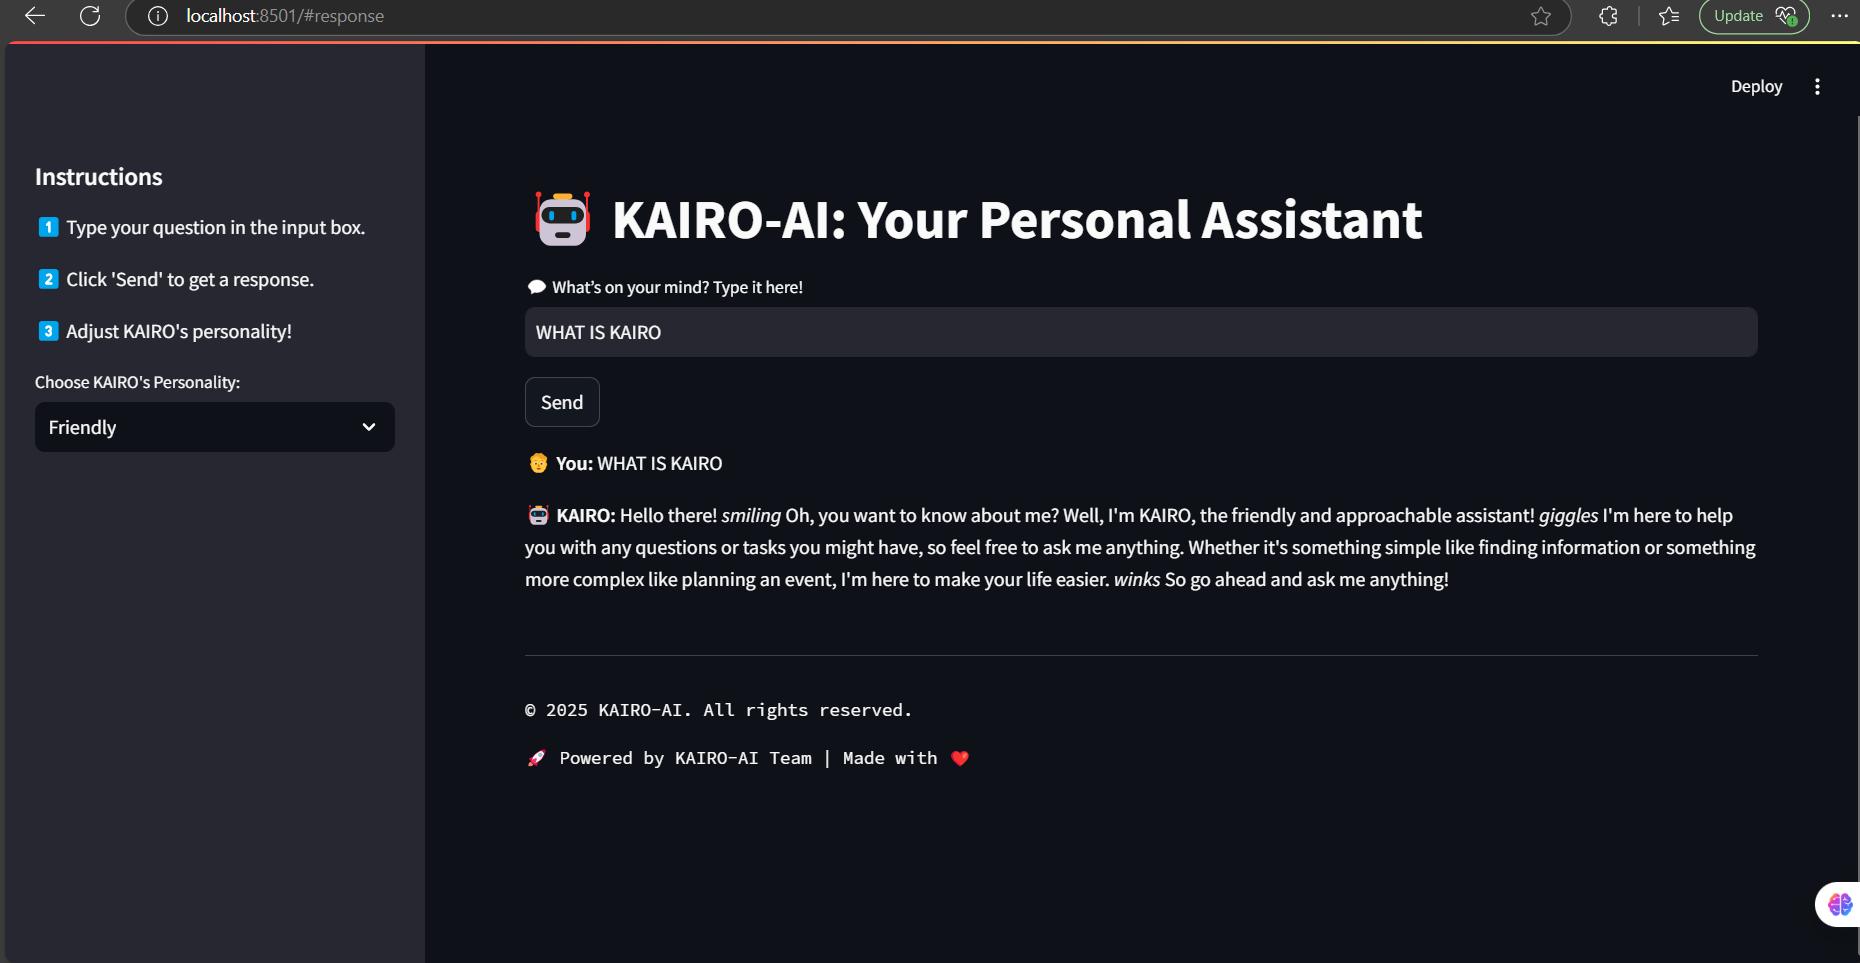 localhost:8501/#response
Update
Deploy
Instructions
1 Type your question in the input box.
2 Click 'Send' to get a response.
3 Adjust KAIRO's personality!
Choose KAIRO's Personality:
Friendly
KAIRO-AI: Your Personal Assistant
What’s on your mind? Type it here!
WHAT IS KAIRO
Send
You: WHAT IS KAIRO
KAIRO: Hello there! smiling Oh, you want to know about me? Well, I'm KAIRO, the friendly and approachable assistant! giggles I'm here to help
you with any questions or tasks you might have, so feel free to ask me anything. Whether it's something simple like finding information or something
more complex like planning an event, I'm here to make your life easier. winks So go ahead and ask me anything!
© 2025 KAIRO-AI. All rights reserved.
🚀 Powered by KAIRO-AI Team | Made with ❤️